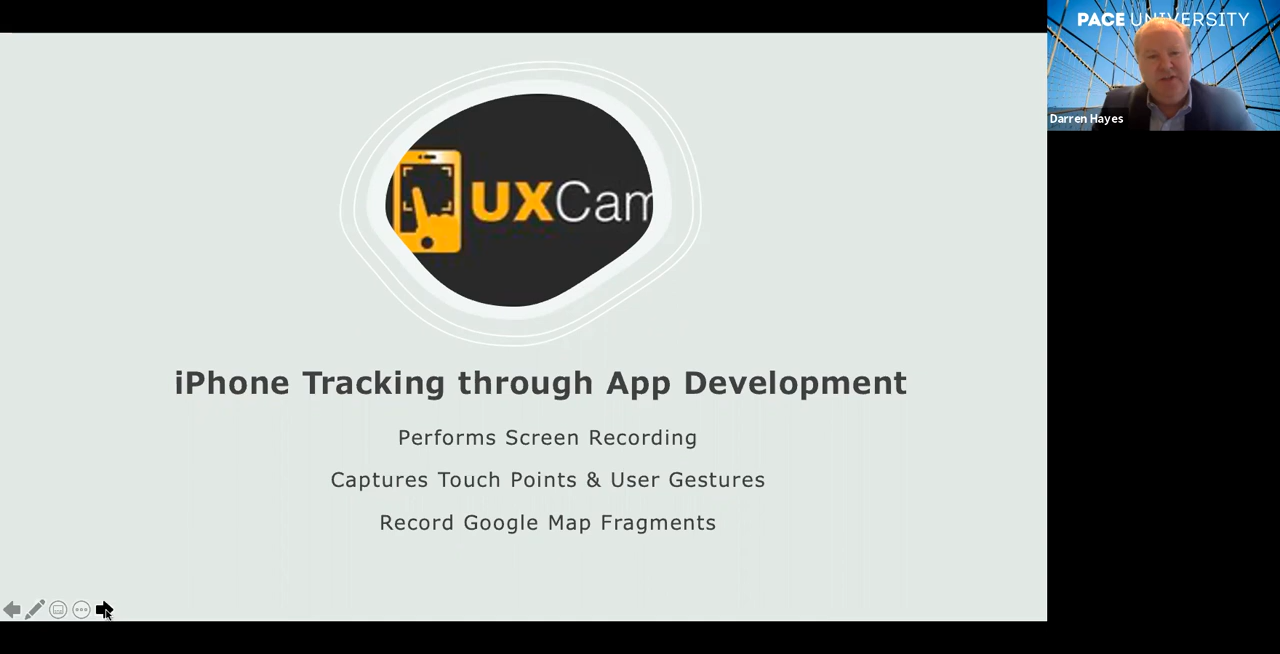 PACE UNIVERSITY
Darren Hayes
UXCam
iPhone Tracking through App Development
Performs Screen Recording
Captures Touch Points & User Gestures
Record Google Map Fragments